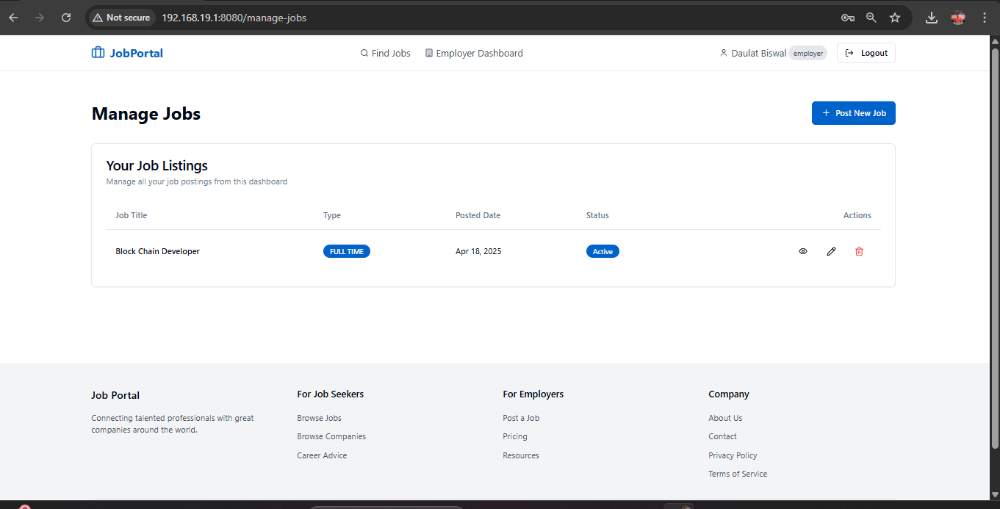 Not secure 192.168.19.1:8080/manage-jobs
JobPortal Find Jobs Employer Dashboard Daulat Biswal employer Logout
Manage Jobs + Post New Job
Your Job Listings
Manage all your job postings from this dashboard
Job Title Type Posted Date Status Actions
Block Chain Developer FULL TIME Apr 18, 2025 Active
Job Portal For Job Seekers For Employers Company
Connecting talented professionals with great
companies around the world.
Browse Jobs Post a Job About Us
Browse Companies Pricing Contact
Career Advice Resources Privacy Policy
Terms of Service